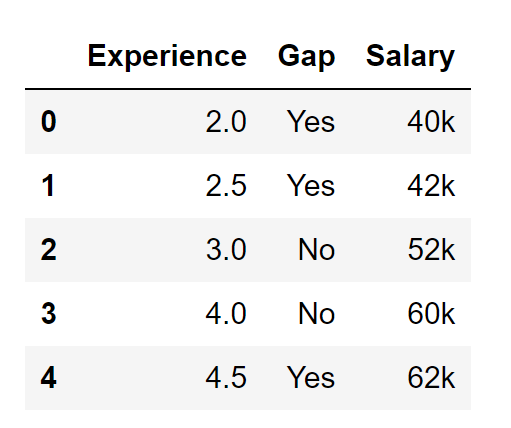 Experience Gap Salary
0 2.0 Yes 40k
1 2.5 Yes 42k
2 3.0 No 52k
3 4.0 No 60k
4 4.5 Yes 62k